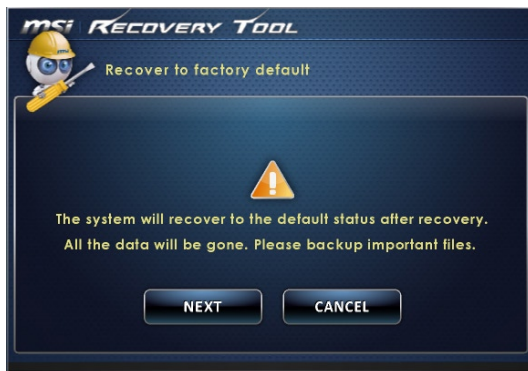 msi RECOVERY TOOL
Recover to factory default
The system will recover to the default status after recovery.
All the data will be gone. Please backup important files.
NEXT CANCEL